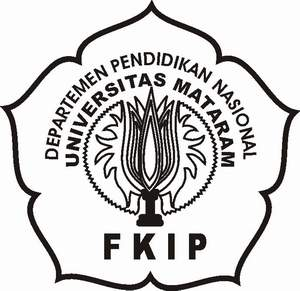 DEPARTEMEN PENDIDIKAN NASIONAL
UNIVERSITAS MATARAM
FKIP